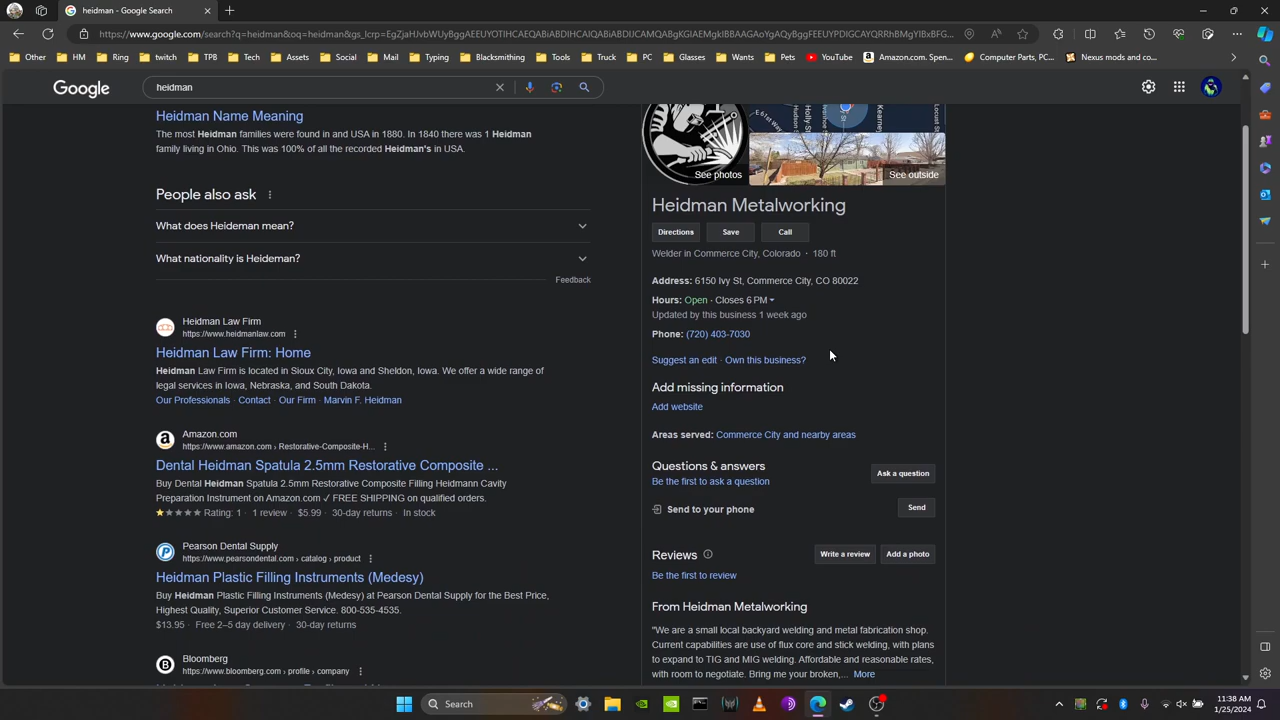 heidman - Google Search
https://www.google.com/search?q=heidman&oq=heidman&gs_lcrp=
Other HM Ring twitch TPB Tech Assets Social Mail Typing Blacksmithing Tools Truck PC Glasses Wants Pets YouTube Amazon.com. Spen... Computer Parts, PC... Nexus mods and co...
Google
heidman
Heidman Name Meaning
The most Heidman families were found in and USA in 1880. In 1840 there was 1 Heidman
family living in Ohio. This was 100% of all the recorded Heidman's in USA.
People also ask
What does Heideman mean?
What nationality is Heideman?
Feedback
Heidman Law Firm
https://www.heidmanlaw.com
Heidman Law Firm: Home
Heidman Law Firm is located in Sioux City, Iowa and Sheldon, Iowa. We offer a wide range of
legal services in Iowa, Nebraska, and South Dakota.
Our Professionals · Contact · Our Firm · Marvin F. Heidman
Amazon.com
https://www.amazon.com › Restorative-Composite-H...
Dental Heidman Spatula 2.5mm Restorative Composite ...
Buy Dental Heidman Spatula 2.5mm Restorative Composite Filling Heidmann Cavity
Preparation Instrument on Amazon.com ✓ FREE SHIPPING on qualified orders.
Rating: 1 · 1 review · $5.99 · 30-day returns · In stock
Pearson Dental Supply
https://www.pearsondental.com › catalog › product
Heidman Plastic Filling Instruments (Medesy)
Buy Heidman Plastic Filling Instruments (Medesy) at Pearson Dental Supply for the Best Price,
Highest Quality, Superior Customer Service. 800-535-4535.
$13.95 · Free 2–5 day delivery · 30-day returns
Bloomberg
https://www.bloomberg.com › profile › company
E 61st Way
Hudson
Holly St
Ivy St
Kearney
Locust St
See photos
See outside
Heidman Metalworking
Directions
Save
Call
Welder in Commerce City, Colorado · 180 ft
Address: 6150 Ivy St, Commerce City, CO 80022
Hours: Open · Closes 6 PM
Updated by this business 1 week ago
Phone: (720) 403-7030
Suggest an edit · Own this business?
Add missing information
Add website
Areas served: Commerce City and nearby areas
Questions & answers
Be the first to ask a question
Ask a question
Send to your phone
Send
Reviews
Write a review
Add a photo
Be the first to review
From Heidman Metalworking
"We are a small local backyard welding and metal fabrication shop.
Current capabilities are use of flux core and stick welding, with plans
to expand to TIG and MIG welding. Affordable and reasonable rates,
with room to negotiate. Bring me your broken,... More
Search
11:38 AM
1/25/2024